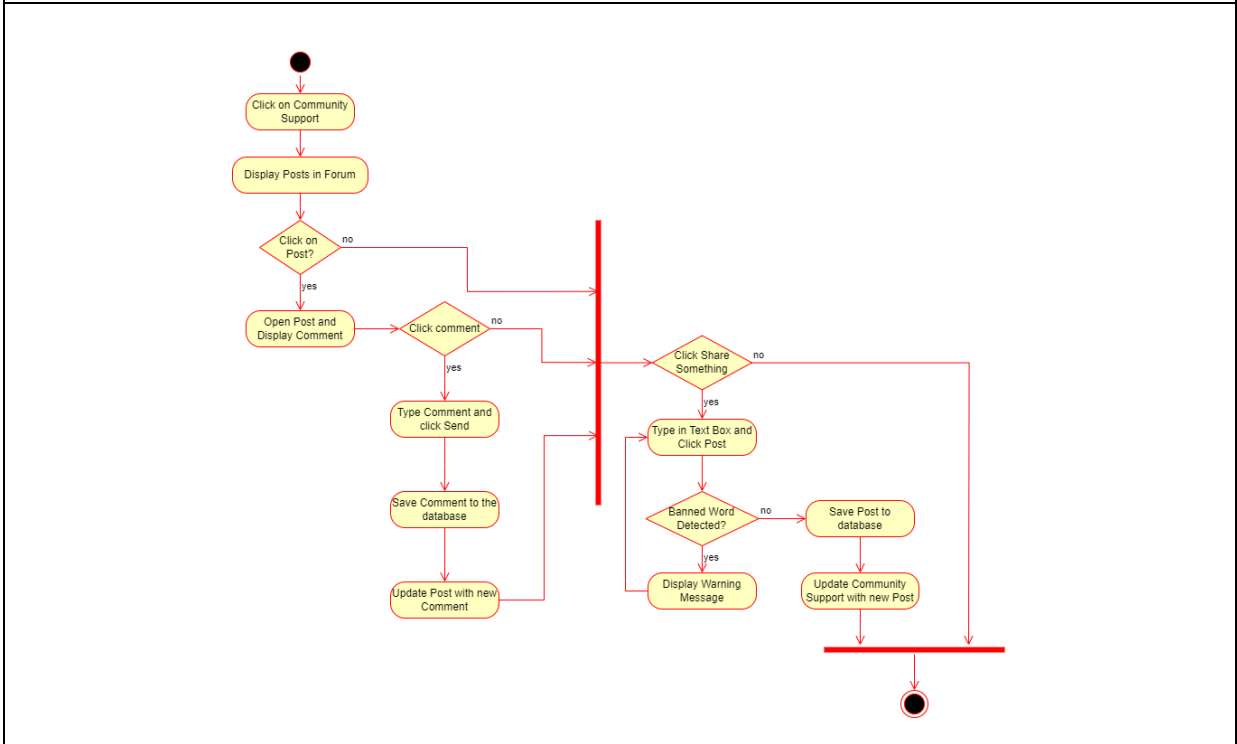 Click on Community
Support
Display Posts in Forum
Click on
Post?
no
yes
Open Post and
Display Comment
Click comment
no
yes
Type Comment and
click Send
Save Comment to the
database
Update Post with new
Comment
Click Share
Something
no
yes
Type in Text Box and
Click Post
Banned Word
Detected?
no
yes
Display Warning
Message
Save Post to
database
Update Community
Support with new Post